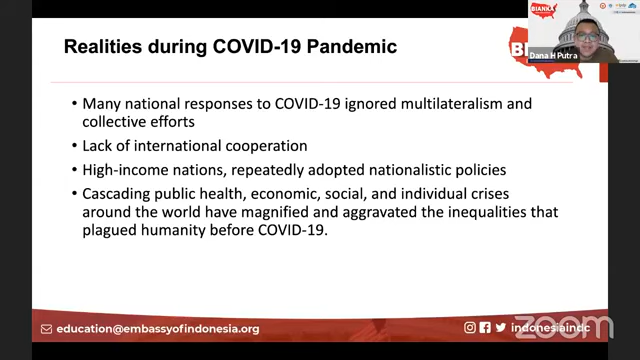 BIANKA
Dana H Putra
Realities during COVID-19 Pandemic
• Many national responses to COVID-19 ignored multilateralism and
collective efforts
• Lack of international cooperation
• High-income nations, repeatedly adopted nationalistic policies
• Cascading public health, economic, social, and individual crises
around the world have magnified and aggravated the inequalities that
plagued humanity before COVID-19.
education@embassyofindonesia.org
indonesiaindc
zoom